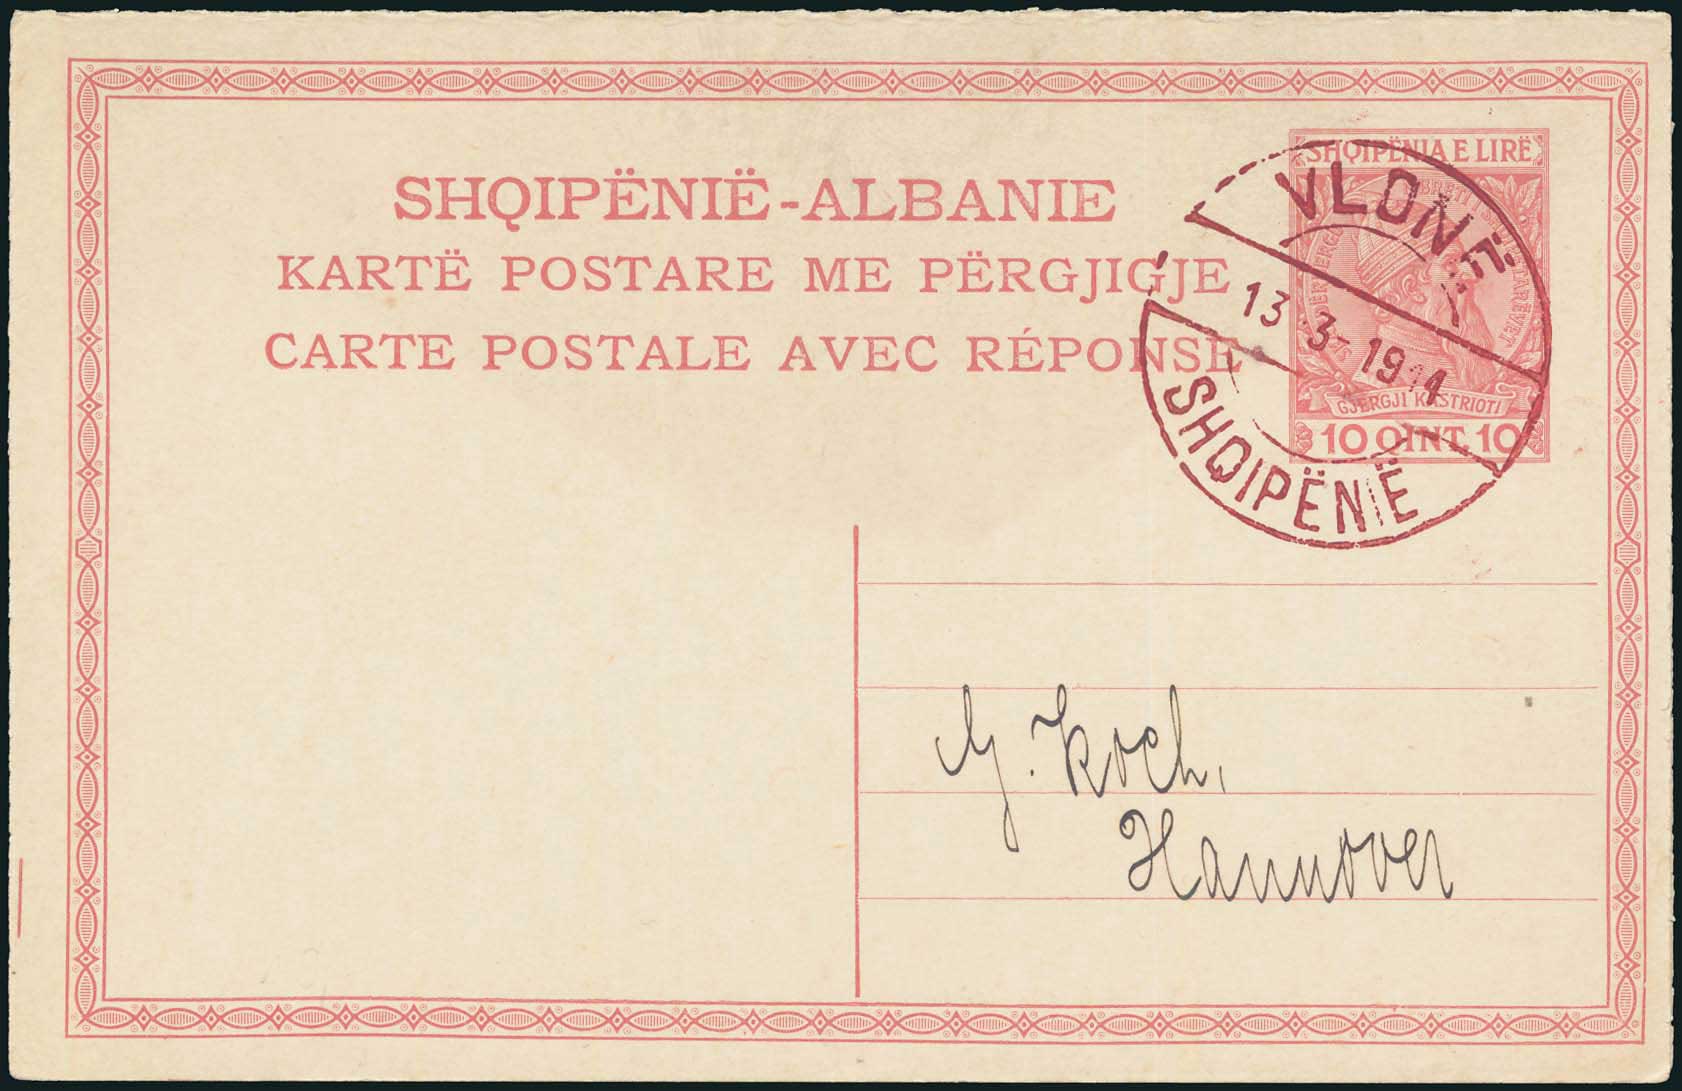 SHQIPËNIË-ALBANIE
KARTË POSTARE ME PËRGJIGJE
CARTE POSTALE AVEC RÉPONSE
SHQIPËNIA E LIRË
GJERGJI KASTRIOTI
10 QINT. 10
VLONË
13-3-1914
SHQIPËNIË
G. Koch,
Hannover